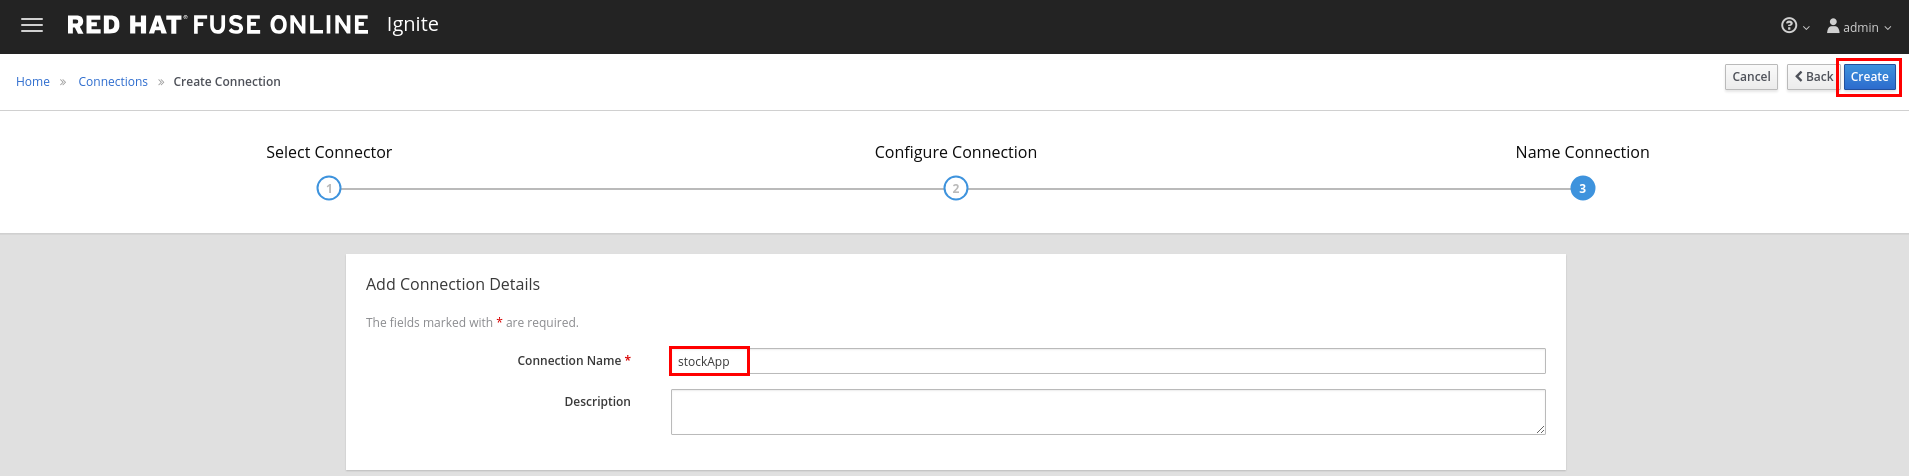 RED HAT® FUSE ONLINE Ignite
admin
Home » Connections » Create Connection
Cancel Back Create
Select Connector Configure Connection Name Connection
1 2 3
Add Connection Details
The fields marked with * are required.
Connection Name * stockApp
Description